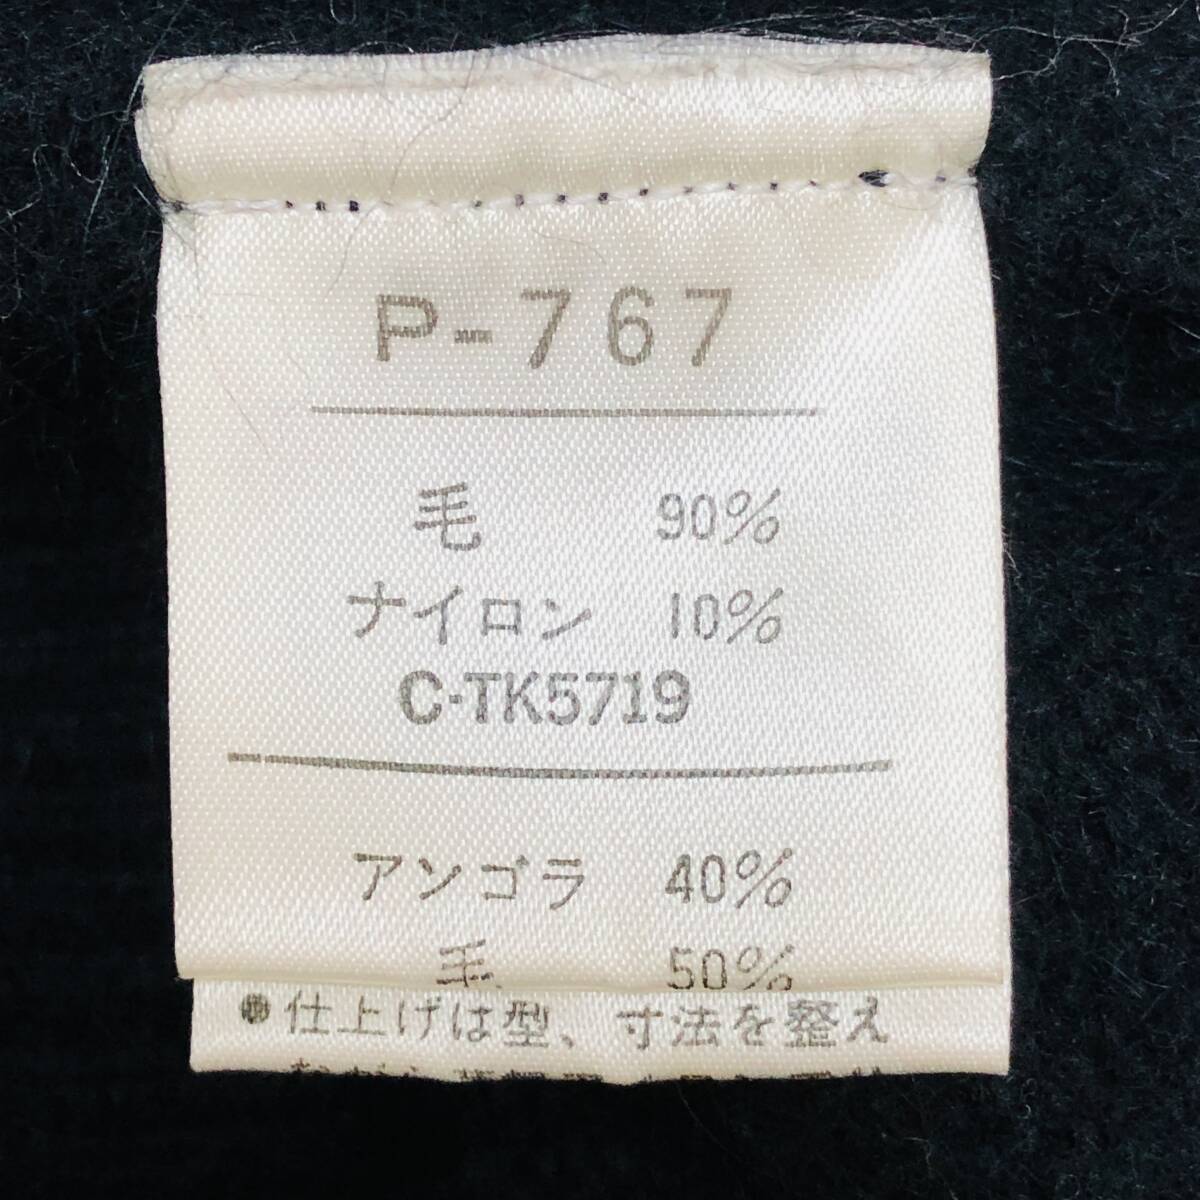 P-767
毛 90%
ナイロン 10%
C-TK5719
アンゴラ 40%
毛 50%
●仕上げは型、寸法を整え